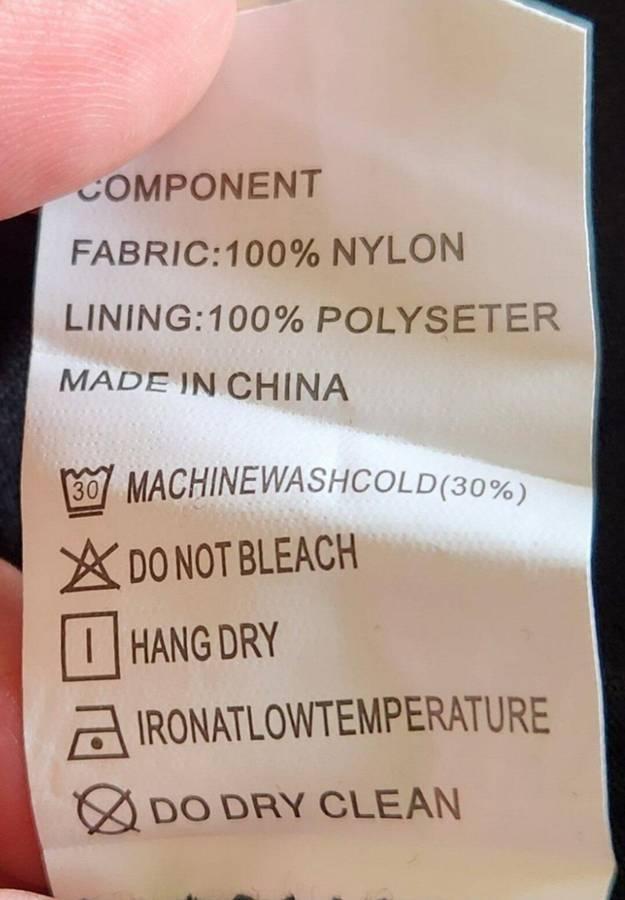 COMPONENT
FABRIC:100% NYLON
LINING:100% POLYSETER
MADE IN CHINA
30 MACHINEWASHCOLD(30%)
DO NOT BLEACH
HANG DRY
IRONATLOWTEMPERATURE
DO DRY CLEAN